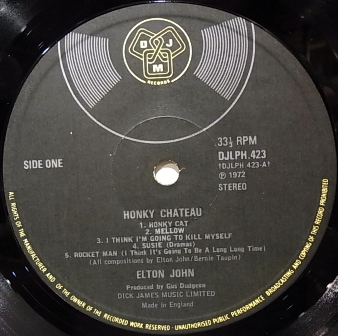 DJM
RECORDS
33⅓ RPM
SIDE ONE
DJLPH.423
†DJLPH·423-A†
℗ 1972
STEREO
HONKY CHATEAU
1. HONKY CAT
2. MELLOW
3. I THINK I'M GOING TO KILL MYSELF
4. SUSIE (Dramas)
5. ROCKET MAN (I Think It's Going To Be A Long Long Time)
(All compositions by Elton John/Bernie Taupin)
ELTON JOHN
Produced by Gus Dudgeon
DICK JAMES MUSIC LIMITED
Made in England
ALL RIGHTS OF THE MANUFACTURER AND OF THE OWNER OF THE RECORDED WORK RESERVED · UNAUTHORISED PUBLIC PERFORMANCE BROADCASTING AND COPYING OF THIS RECORD PROHIBITED